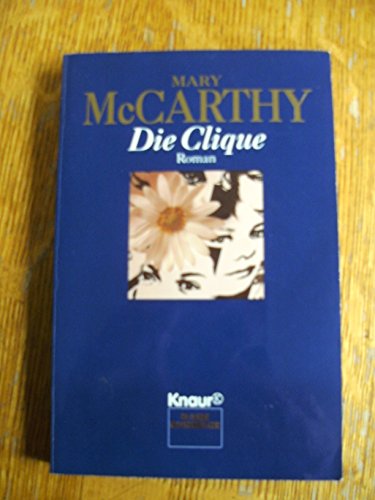 MARY
McCARTHY
Die Clique
Roman
Knaur®